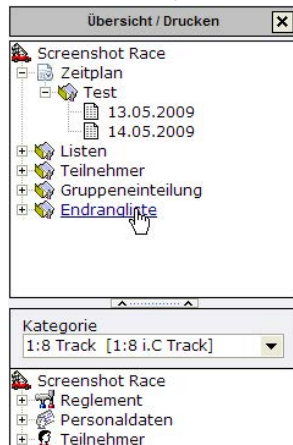 Übersicht / Drucken
Screenshot Race
Zeitplan
Test
13.05.2009
14.05.2009
Listen
Teilnehmer
Gruppeneinteilung
Endrangliste
Kategorie
1:8 Track [1:8 i.C Track]
Screenshot Race
Reglement
Personaldaten
Teilnehmer